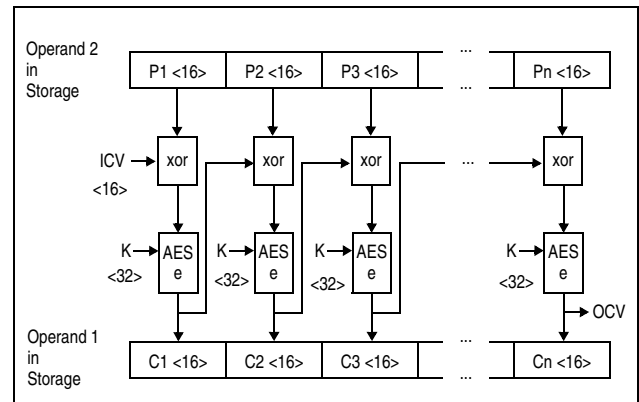 Operand 2
in
Storage
P1 <16> P2 <16> P3 <16> ... Pn <16>
...
ICV
<16>
xor xor xor ... xor
K K K K
<32> <32> <32> <32>
AES AES AES AES
e e e e
OCV
Operand 1
in
Storage
...
C1 <16> C2 <16> C3 <16> Cn <16>
...